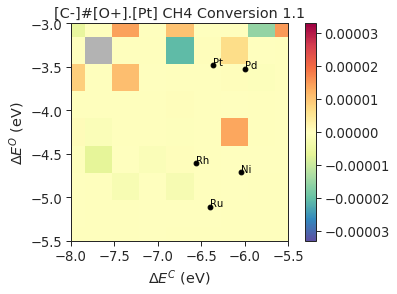 [C-]#[O+].[Pt] CH4 Conversion 1.1
−3.0
−3.5
−4.0
−4.5
−5.0
−5.5
ΔE^O (eV)
Pt
Pd
Rh
Ni
Ru
−8.0 −7.5 −7.0 −6.5 −6.0 −5.5
ΔE^C (eV)
0.00003
0.00002
0.00001
0.00000
−0.00001
−0.00002
−0.00003